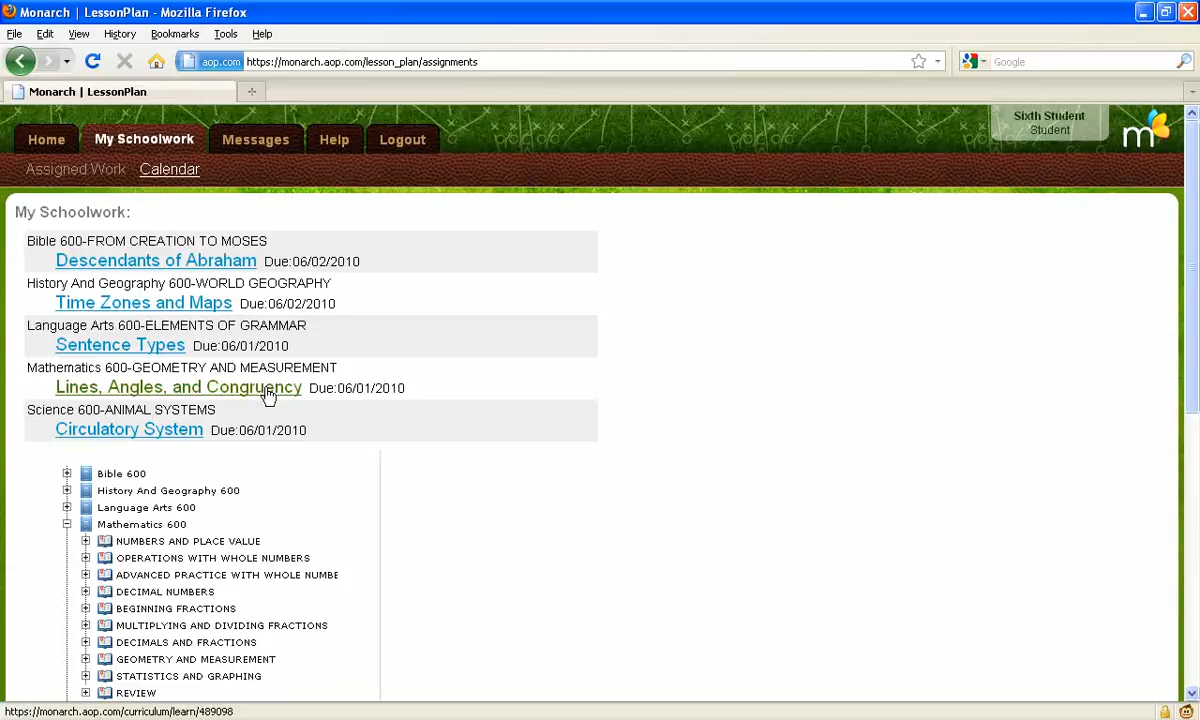 Monarch | LessonPlan - Mozilla Firefox
File Edit View History Bookmarks Tools Help
aop.com https://monarch.aop.com/lesson_plan/assignments
Google
Monarch | LessonPlan
Sixth Student
Student
m
Home My Schoolwork Messages Help Logout
Assigned Work Calendar
My Schoolwork:
Bible 600-FROM CREATION TO MOSES
Descendants of Abraham Due:06/02/2010
History And Geography 600-WORLD GEOGRAPHY
Time Zones and Maps Due:06/02/2010
Language Arts 600-ELEMENTS OF GRAMMAR
Sentence Types Due:06/01/2010
Mathematics 600-GEOMETRY AND MEASUREMENT
Lines, Angles, and Congruency Due:06/01/2010
Science 600-ANIMAL SYSTEMS
Circulatory System Due:06/01/2010
Bible 600
History And Geography 600
Language Arts 600
Mathematics 600
NUMBERS AND PLACE VALUE
OPERATIONS WITH WHOLE NUMBERS
ADVANCED PRACTICE WITH WHOLE NUMBE
DECIMAL NUMBERS
BEGINNING FRACTIONS
MULTIPLYING AND DIVIDING FRACTIONS
DECIMALS AND FRACTIONS
GEOMETRY AND MEASUREMENT
STATISTICS AND GRAPHING
REVIEW
https://monarch.aop.com/curriculum/learn/489098